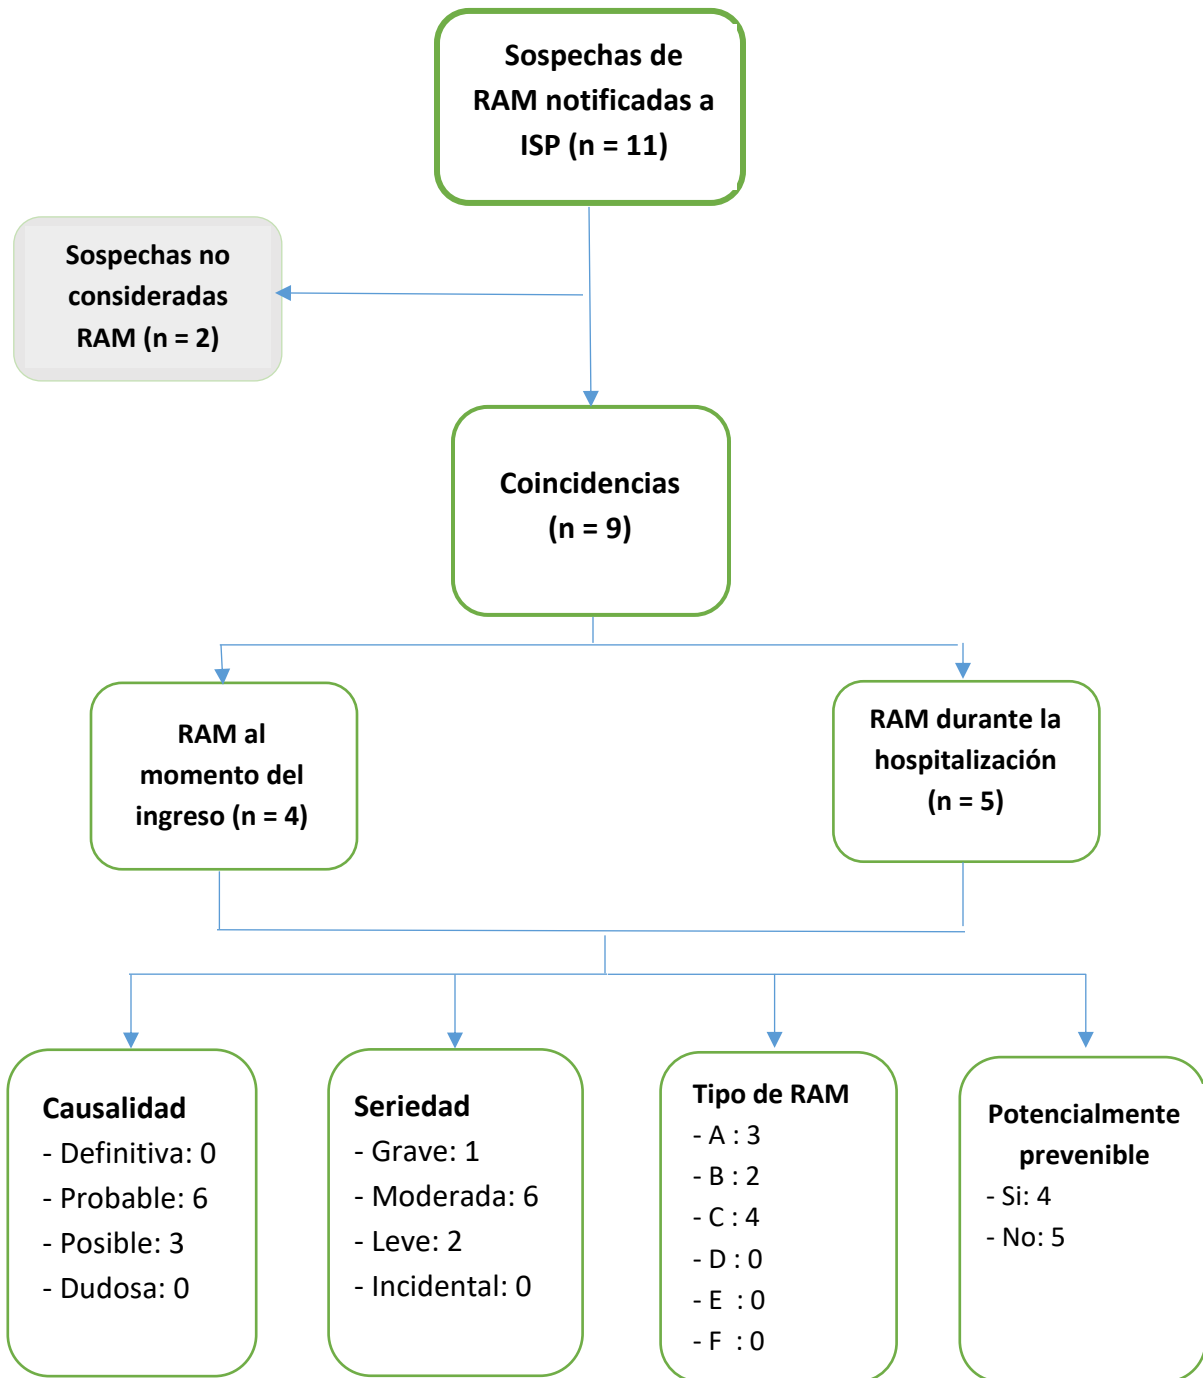 Sospechas de
RAM notificadas a
ISP (n = 11)
Sospechas no
consideradas
RAM (n = 2)
Coincidencias
(n = 9)
RAM al
momento del
ingreso (n = 4)
RAM durante la
hospitalización
(n = 5)
Causalidad
- Definitiva: 0
- Probable: 6
- Posible: 3
- Dudosa: 0
Seriedad
- Grave: 1
- Moderada: 6
- Leve: 2
- Incidental: 0
Tipo de RAM
- A : 3
- B : 2
- C : 4
- D : 0
- E : 0
- F : 0
Potencialmente
prevenible
- Si: 4
- No: 5